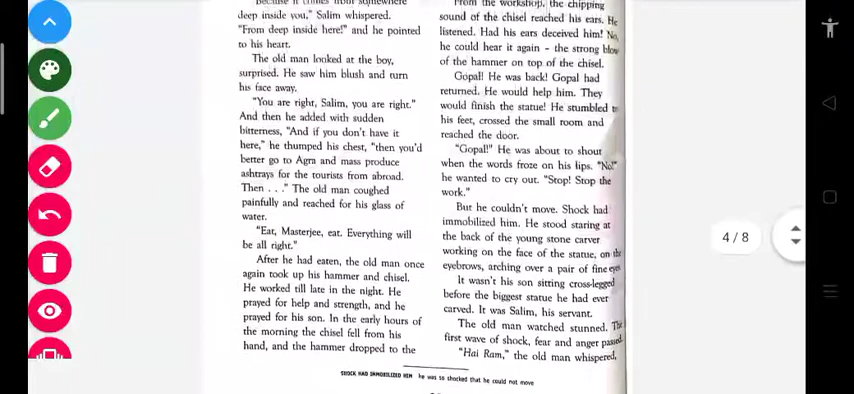 deep inside you," Salim whispered.
"From deep inside here!" and he pointed
to his heart.
The old man looked at the boy,
surprised. He saw him blush and turn
his face away.
"You are right, Salim, you are right."
And then he added with sudden
bitterness, "And if you don't have it
here," he thumped his chest, "then you'd
better go to Agra and mass produce
ashtrays for the tourists from abroad.
Then . . ." The old man coughed
painfully and reached for his glass of
water.
"Eat, Masterjee, eat. Everything will
be all right."
After he had eaten, the old man once
again took up his hammer and chisel.
He worked till late in the night. He
prayed for help and strength, and he
prayed for his son. In the early hours of
the morning the chisel fell from his
hand, and the hammer dropped to the
From the workshop, the chipping
sound of the chisel reached his ears. He
listened. Had his ears deceived him! No,
he could hear it again – the strong blow
of the hammer on top of the chisel.
Gopal! He was back! Gopal had
returned. He would help him. They
would finish the statue! He stumbled to
his feet, crossed the small room and
reached the door.
"Gopal!" He was about to shout
when the words froze on his lips. "No!"
he wanted to cry out. "Stop! Stop the
work."
But he couldn't move. Shock had
immobilized him. He stood staring at
the back of the young stone carver
working on the face of the statue, on the
eyebrows, arching over a pair of fine eyes.
It wasn't his son sitting cross-legged
before the biggest statue he had ever
carved. It was Salim, his servant.
The old man watched stunned. The
first wave of shock, fear and anger passed.
"Hai Ram," the old man whispered,
SHOCK HAD IMMOBILIZED HIM he was so shocked that he could not move
4 / 8